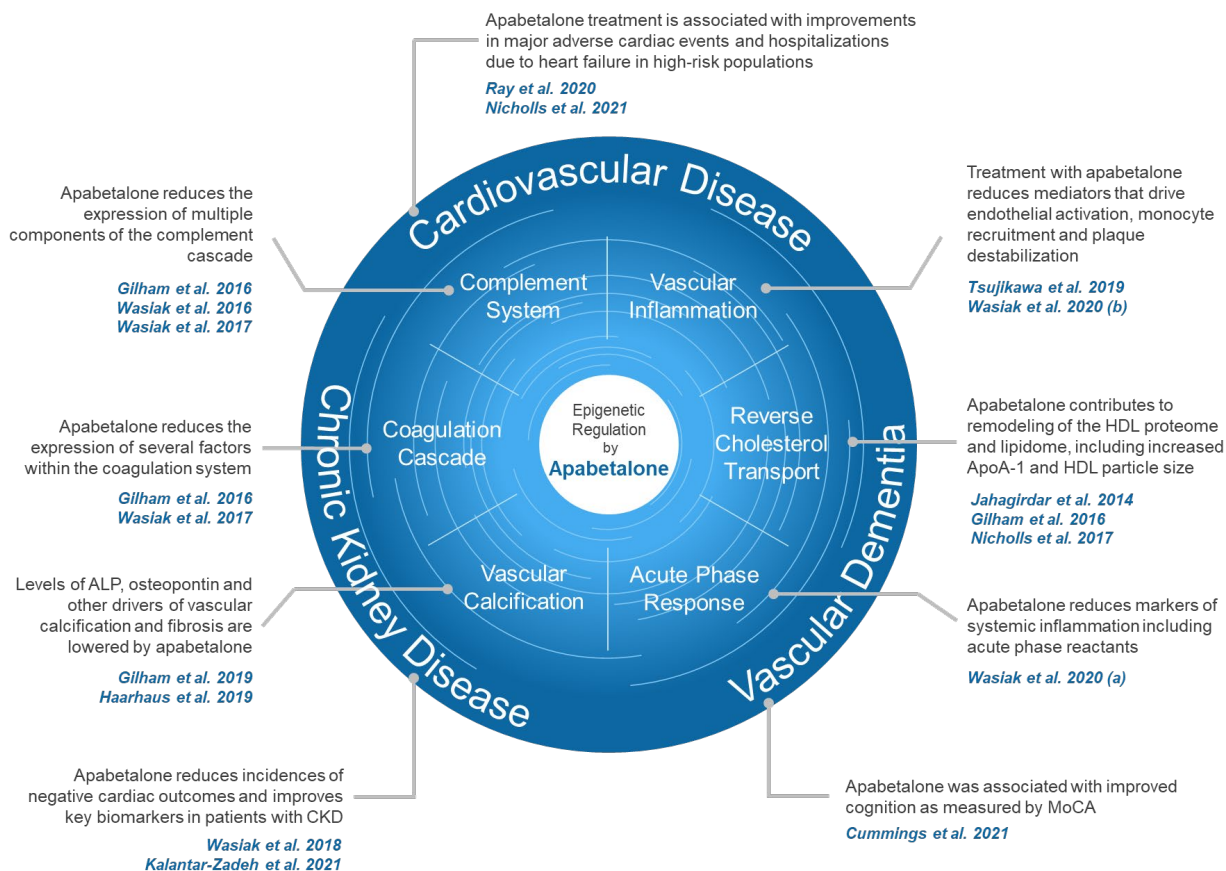 Apabetalone treatment is associated with improvements
in major adverse cardiac events and hospitalizations
due to heart failure in high-risk populations
Ray et al. 2020
Nicholls et al. 2021
Apabetalone reduces the
expression of multiple
components of the complement
cascade
Gilham et al. 2016
Wasiak et al. 2016
Wasiak et al. 2017
Treatment with apabetalone
reduces mediators that drive
endothelial activation, monocyte
recruitment and plaque
destabilization
Tsujikawa et al. 2019
Wasiak et al. 2020 (b)
Cardiovascular Disease
Complement
System
Vascular
Inflammation
Apabetalone reduces the
expression of several factors
within the coagulation system
Gilham et al. 2016
Wasiak et al. 2017
Chronic Kidney Disease
Coagulation
Cascade
Epigenetic
Regulation
by
Apabetalone
Reverse
Cholesterol
Transport
Vascular Dementia
Apabetalone contributes to
remodeling of the HDL proteome
and lipidome, including increased
ApoA-1 and HDL particle size
Jahagirdar et al. 2014
Gilham et al. 2016
Nicholls et al. 2017
Levels of ALP, osteopontin and
other drivers of vascular
calcification and fibrosis are
lowered by apabetalone
Gilham et al. 2019
Haarhaus et al. 2019
Vascular
Calcification
Acute Phase
Response
Apabetalone reduces markers of
systemic inflammation including
acute phase reactants
Wasiak et al. 2020 (a)
Apabetalone reduces incidences of
negative cardiac outcomes and improves
key biomarkers in patients with CKD
Wasiak et al. 2018
Kalantar-Zadeh et al. 2021
Apabetalone was associated with improved
cognition as measured by MoCA
Cummings et al. 2021